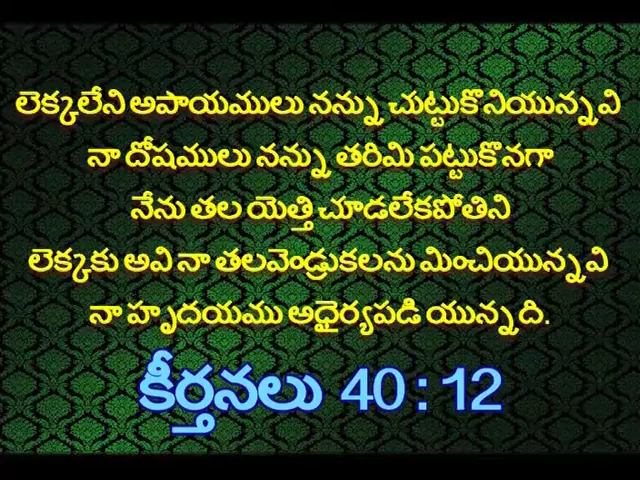 లెక్కలేని అపాయములు నన్ను చుట్టుకొనియున్నవి
నా దోషములు నన్ను తరిమి పట్టుకొనగా
నేను తల యెత్తి చూడలేకపోతిని
లెక్కకు అవి నా తలవెండ్రుకలను మించియున్నవి
నా హృదయము అధైర్యపడి యున్నది.
కీర్తనలు 40 : 12